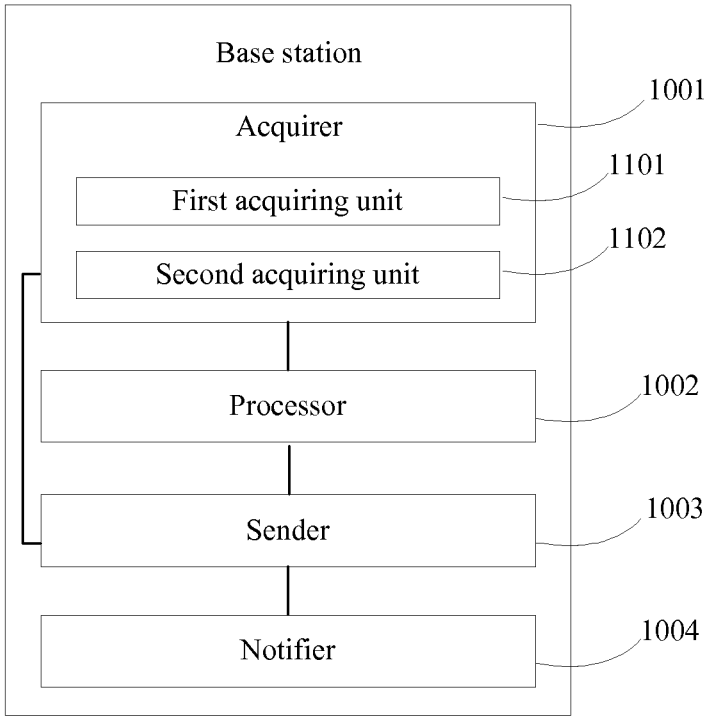 Base station
1001
Acquirer
1101
First acquiring unit
1102
Second acquiring unit
1002
Processor
1003
Sender
1004
Notifier